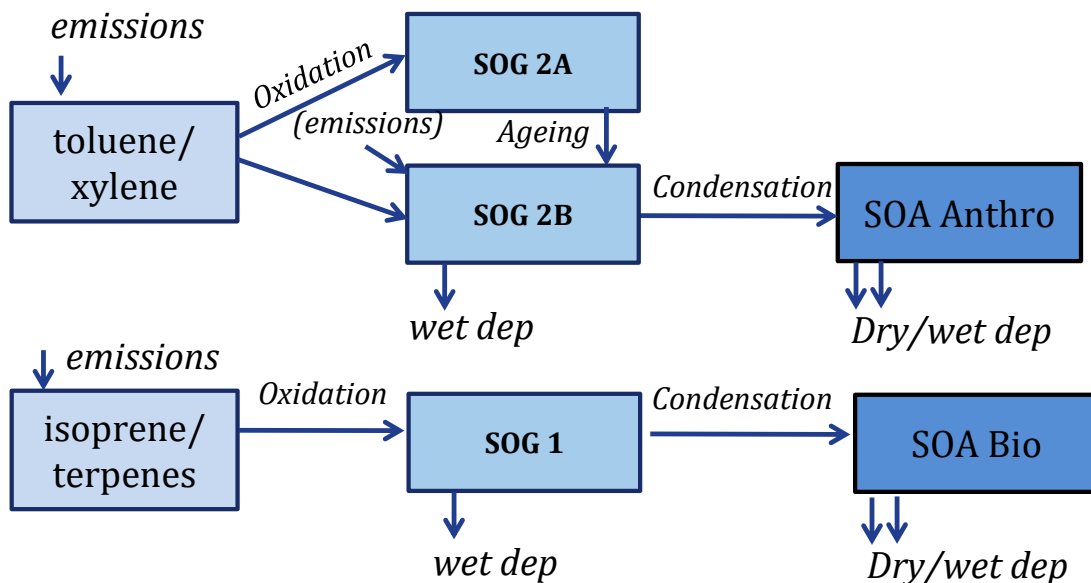 emissions
toluene/
xylene
Oxidation
SOG 2A
(emissions)
Ageing
SOG 2B
Condensation
SOA Anthro
wet dep
Dry/wet dep
emissions
isoprene/
terpenes
Oxidation
SOG 1
Condensation
SOA Bio
wet dep
Dry/wet dep